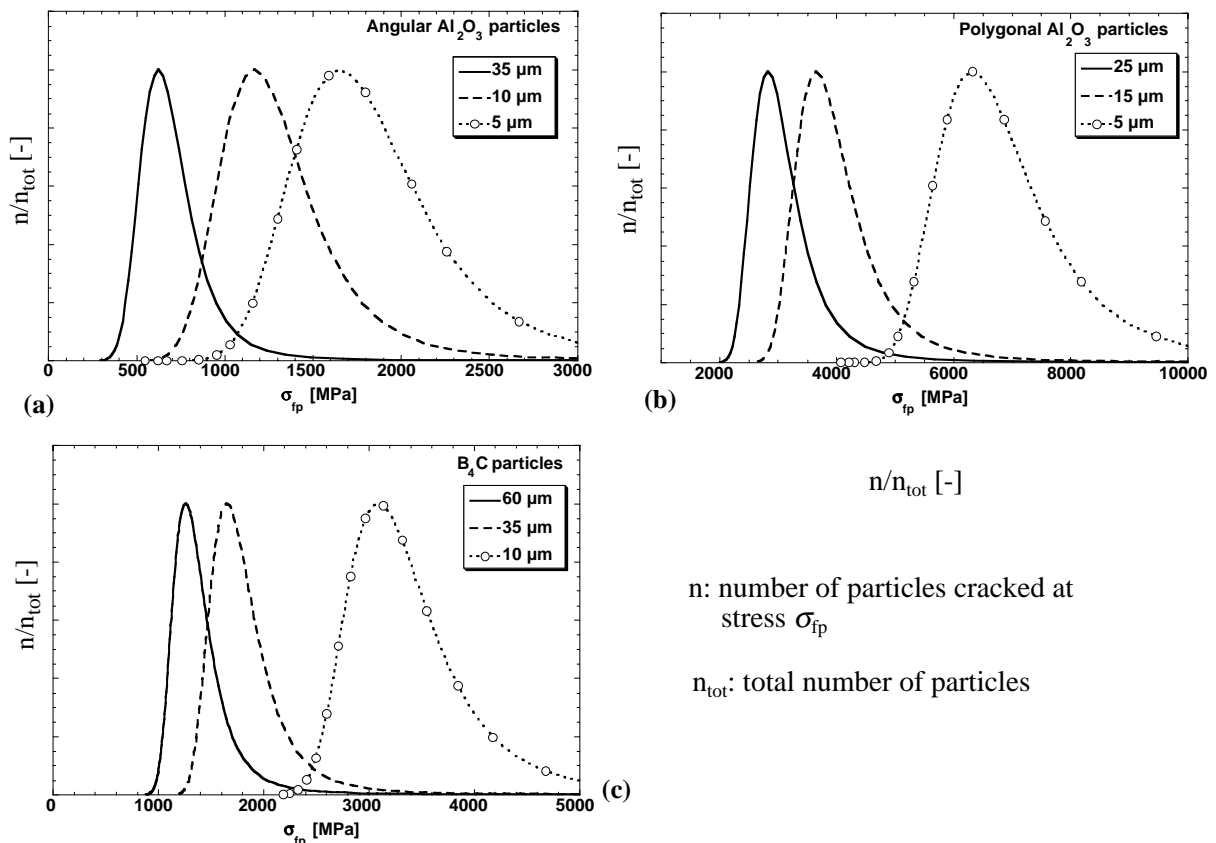 Angular Al2O3 particles
35 µm
10 µm
5 µm
n/ntot [-]
0 500 1000 1500 2000 2500 3000
σfp [MPa]
(a)
Polygonal Al2O3 particles
25 µm
15 µm
5 µm
n/ntot [-]
2000 4000 6000 8000 10000
σfp [MPa]
(b)
B4C particles
60 µm
35 µm
10 µm
n/ntot [-]
0 1000 2000 3000 4000 5000
σfp [MPa]
(c)
n/ntot [-]
n: number of particles cracked at
stress σfp
ntot: total number of particles